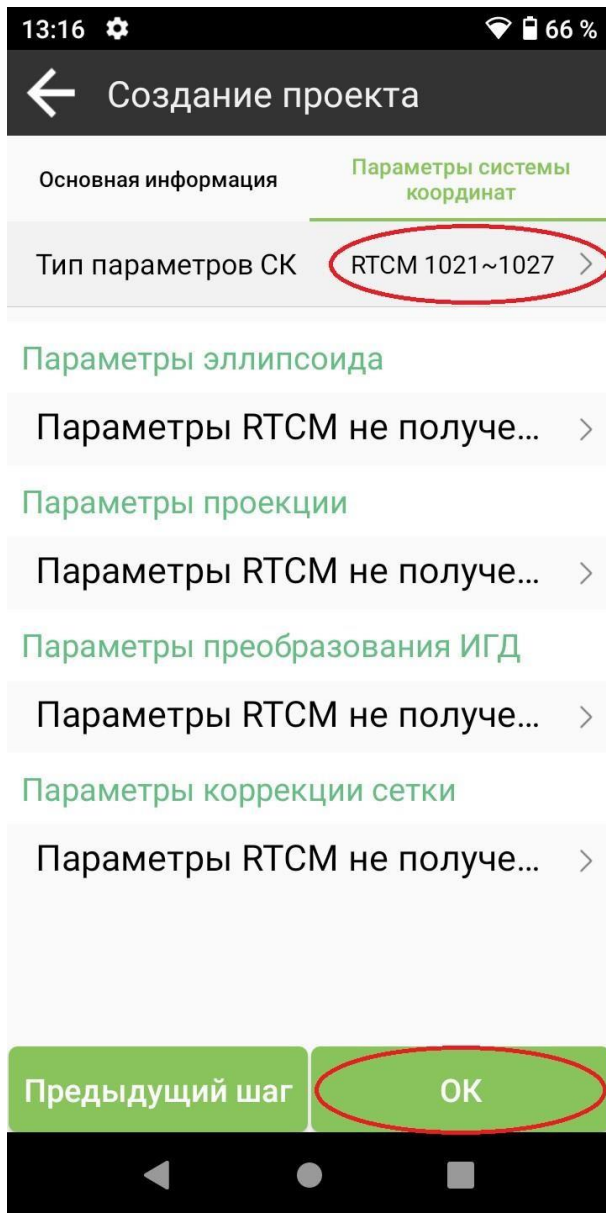 13:16 66 %
Создание проекта
Основная информация
Параметры системы
координат
Тип параметров СК RTCM 1021~1027
Параметры эллипсоида
Параметры RTCM не получе...
Параметры проекции
Параметры RTCM не получе...
Параметры преобразования ИГД
Параметры RTCM не получе...
Параметры коррекции сетки
Параметры RTCM не получе...
Предыдущий шаг ОК